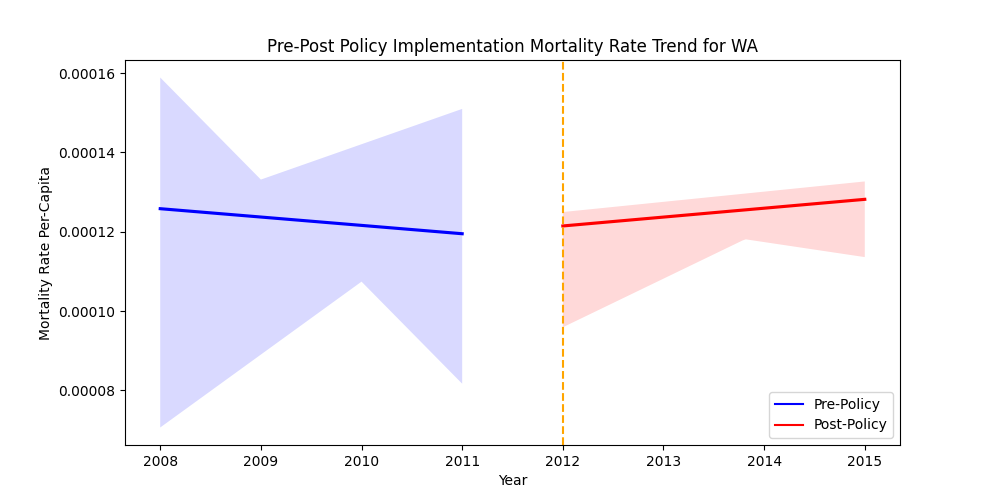 Pre-Post Policy Implementation Mortality Rate Trend for WA
Mortality Rate Per-Capita
0.00016
0.00014
0.00012
0.00010
0.00008
2008 2009 2010 2011 2012 2013 2014 2015
Year
Pre-Policy
Post-Policy